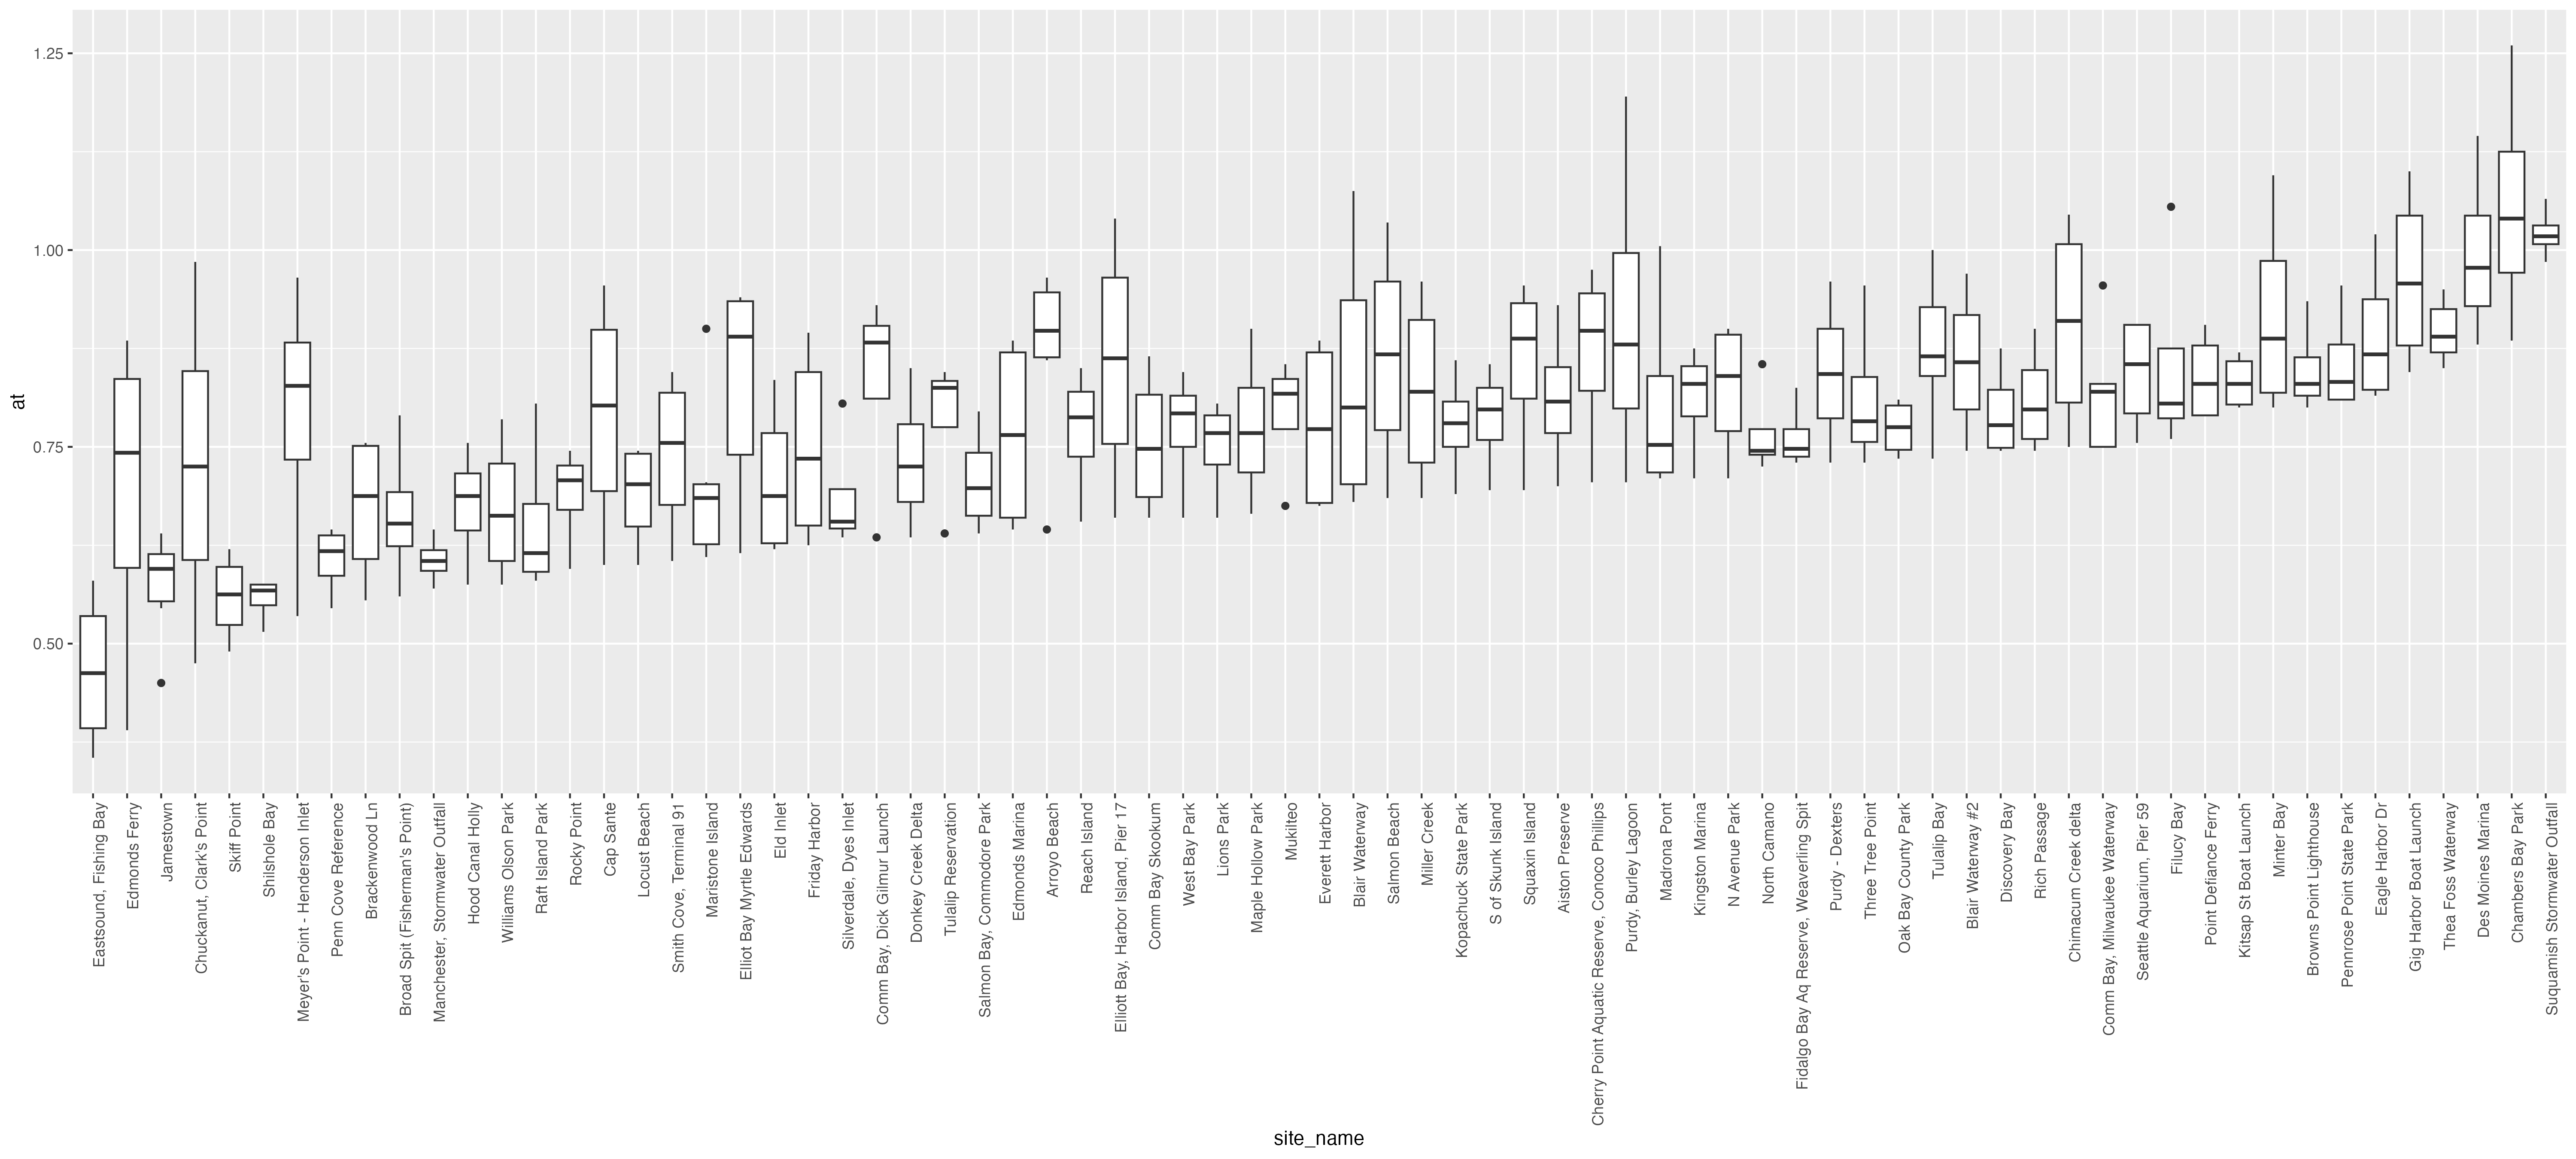 1.25
1.00
0.75
0.50
at
Eastsound, Fishing Bay
Edmonds Ferry
Jamestown
Chuckanut, Clark's Point
Skiff Point
Shilshole Bay
Meyer's Point - Henderson Inlet
Penn Cove Reference
Brackenwood Ln
Broad Spit (Fisherman's Point)
Manchester, Stormwater Outfall
Hood Canal Holly
Williams Olson Park
Raft Island Park
Rocky Point
Cap Sante
Locust Beach
Smith Cove, Terminal 91
Maristone Island
Elliot Bay Myrtle Edwards
Eld Inlet
Friday Harbor
Silverdale, Dyes Inlet
Comm Bay, Dick Gilmur Launch
Donkey Creek Delta
Tulalip Reservation
Salmon Bay, Commodore Park
Edmonds Marina
Arroyo Beach
Reach Island
Elliott Bay, Harbor Island, Pier 17
Comm Bay Skookum
West Bay Park
Lions Park
Maple Hollow Park
Mukilteo
Everett Harbor
Blair Waterway
Salmon Beach
Miller Creek
Kopachuck State Park
S of Skunk Island
Squaxin Island
Aiston Preserve
Cherry Point Aquatic Reserve, Conoco Phillips
Purdy, Burley Lagoon
Madrona Pont
Kingston Marina
N Avenue Park
North Camano
Fidalgo Bay Aq Reserve, Weaverling Spit
Purdy - Dexters
Three Tree Point
Oak Bay County Park
Tulalip Bay
Blair Waterway #2
Discovery Bay
Rich Passage
Chimacum Creek delta
Comm Bay, Milwaukee Waterway
Seattle Aquarium, Pier 59
Filucy Bay
Point Defiance Ferry
Kitsap St Boat Launch
Minter Bay
Browns Point Lighthouse
Pennrose Point State Park
Eagle Harbor Dr
Gig Harbor Boat Launch
Thea Foss Waterway
Des Moines Marina
Chambers Bay Park
Suquamish Stormwater Outfall
site_name